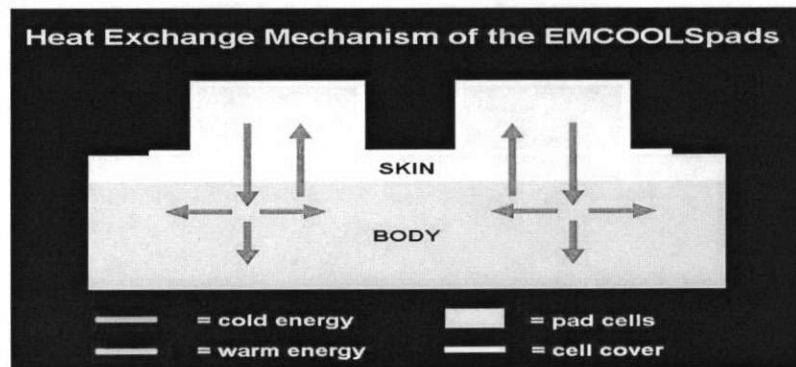 Heat Exchange Mechanism of the EMCOOLSpads
SKIN
BODY
= cold energy = pad cells
= warm energy = cell cover